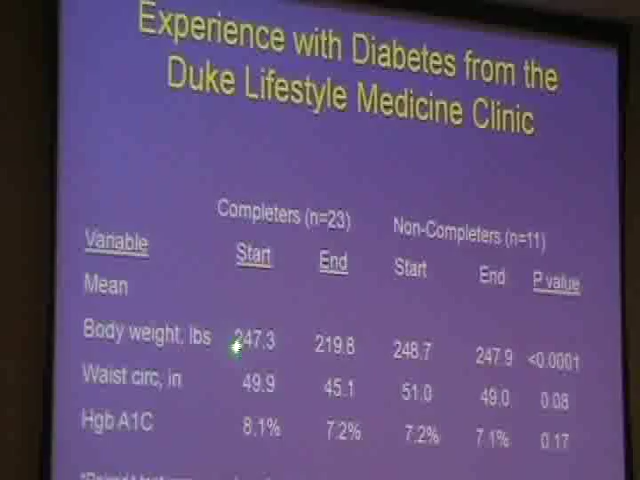 Experience with Diabetes from the
Duke Lifestyle Medicine Clinic
Completers (n=23) Non-Completers (n=11)
Variable Start End Start End P value
Mean
Body weight, lbs 247.3 219.8 248.7 247.9 <0.0001
Waist circ, in 49.9 45.1 51.0 49.0 0.08
Hgb A1C 8.1% 7.2% 7.2% 7.1% 0.17